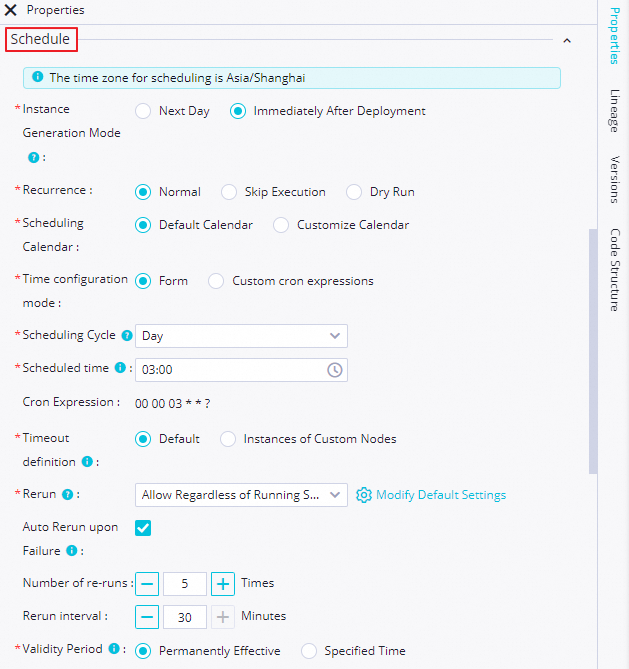 Properties
Schedule
The time zone for scheduling is Asia/Shanghai
*Instance
Generation Mode
:
Next Day
Immediately After Deployment
*Recurrence :
Normal
Skip Execution
Dry Run
*Scheduling
Calendar :
Default Calendar
Customize Calendar
*Time configuration
mode :
Form
Custom cron expressions
*Scheduling Cycle :
Day
*Scheduled time :
03:00
Cron Expression :
00 00 03 * * ?
*Timeout
definition :
Default
Instances of Custom Nodes
*Rerun :
Allow Regardless of Running S...
Modify Default Settings
Auto Rerun upon
Failure :
Number of re-runs :
5
Times
Rerun interval :
30
Minutes
*Validity Period :
Permanently Effective
Specified Time
Properties
Lineage
Versions
Code Structure